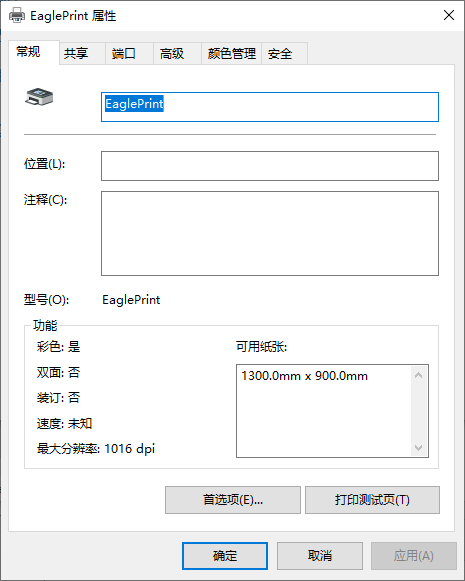 EaglePrint 属性
常规 共享 端口 高级 颜色管理 安全
EaglePrint
位置(L):
注释(C):
型号(O): EaglePrint
功能
彩色: 是 可用纸张:
双面: 否 1300.0mm x 900.0mm
装订: 否
速度: 未知
最大分辨率: 1016 dpi
首选项(E)... 打印测试页(T)
确定 取消 应用(A)